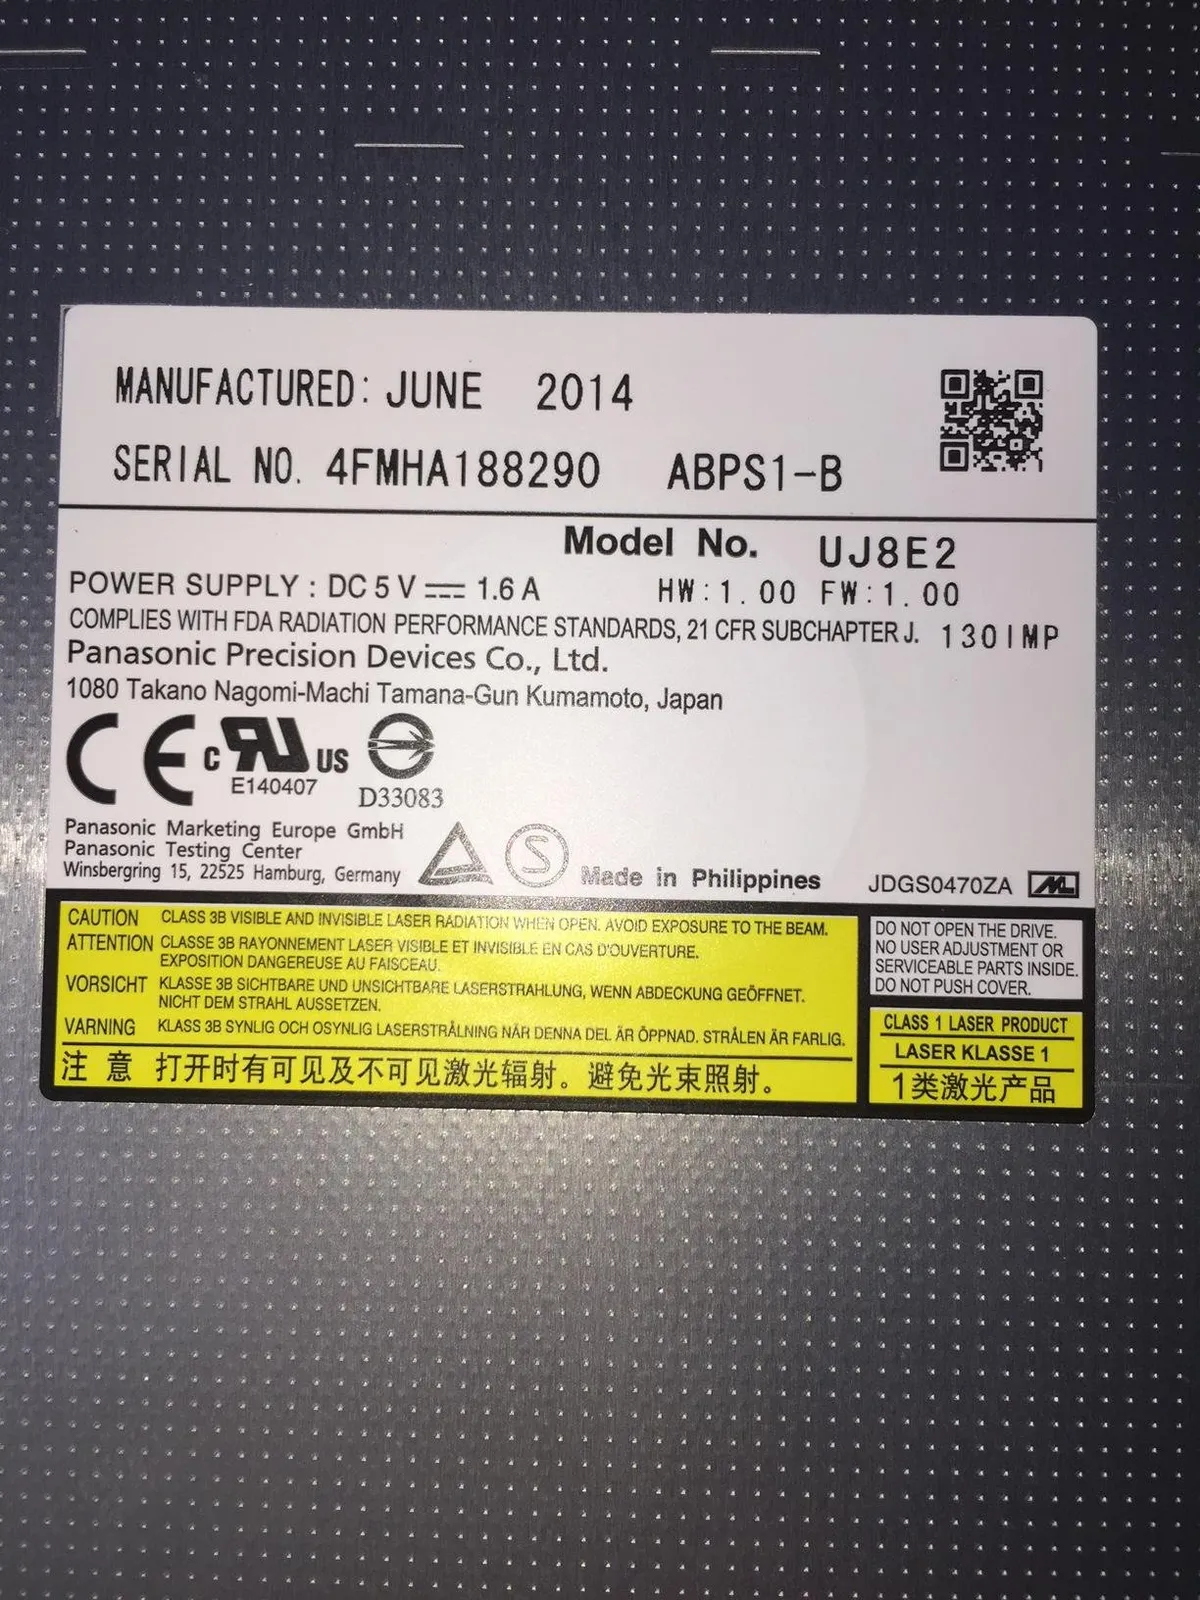 MANUFACTURED: JUNE 2014
SERIAL NO. 4FMHA188290 ABPS1-B
Model No. UJ8E2
POWER SUPPLY : DC 5 V ⎓ 1.6 A HW:1.00 FW:1.00
COMPLIES WITH FDA RADIATION PERFORMANCE STANDARDS, 21 CFR SUBCHAPTER J. 130IMP
Panasonic Precision Devices Co., Ltd.
1080 Takano Nagomi-Machi Tamana-Gun Kumamoto, Japan
CE c RU US
E140407 D33083
Panasonic Marketing Europe GmbH
Panasonic Testing Center
Winsbergring 15, 22525 Hamburg, Germany
S Made in Philippines JDGS0470ZA
CAUTION CLASS 3B VISIBLE AND INVISIBLE LASER RADIATION WHEN OPEN. AVOID EXPOSURE TO THE BEAM.
ATTENTION CLASSE 3B RAYONNEMENT LASER VISIBLE ET INVISIBLE EN CAS D'OUVERTURE.
EXPOSITION DANGEREUSE AU FAISCEAU.
VORSICHT KLASSE 3B SICHTBARE UND UNSICHTBARE LASERSTRAHLUNG, WENN ABDECKUNG GEÖFFNET.
NICHT DEM STRAHL AUSSETZEN.
VARNING KLASS 3B SYNLIG OCH OSYNLIG LASERSTRÅLNING NÄR DENNA DEL ÄR ÖPPNAD. STRÅLEN ÄR FARLIG.
注 意 打开时有可见及不可见激光辐射。避免光束照射。
DO NOT OPEN THE DRIVE.
NO USER ADJUSTMENT OR
SERVICEABLE PARTS INSIDE.
DO NOT PUSH COVER.
CLASS 1 LASER PRODUCT
LASER KLASSE 1
1类激光产品